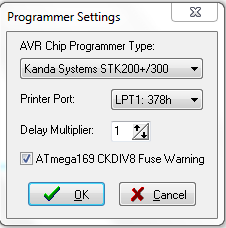 Programmer Settings
AVR Chip Programmer Type:
Kanda Systems STK200+/300
Printer Port: LPT1: 378h
Delay Multiplier: 1
ATmega169 CKDIV8 Fuse Warning
OK Cancel